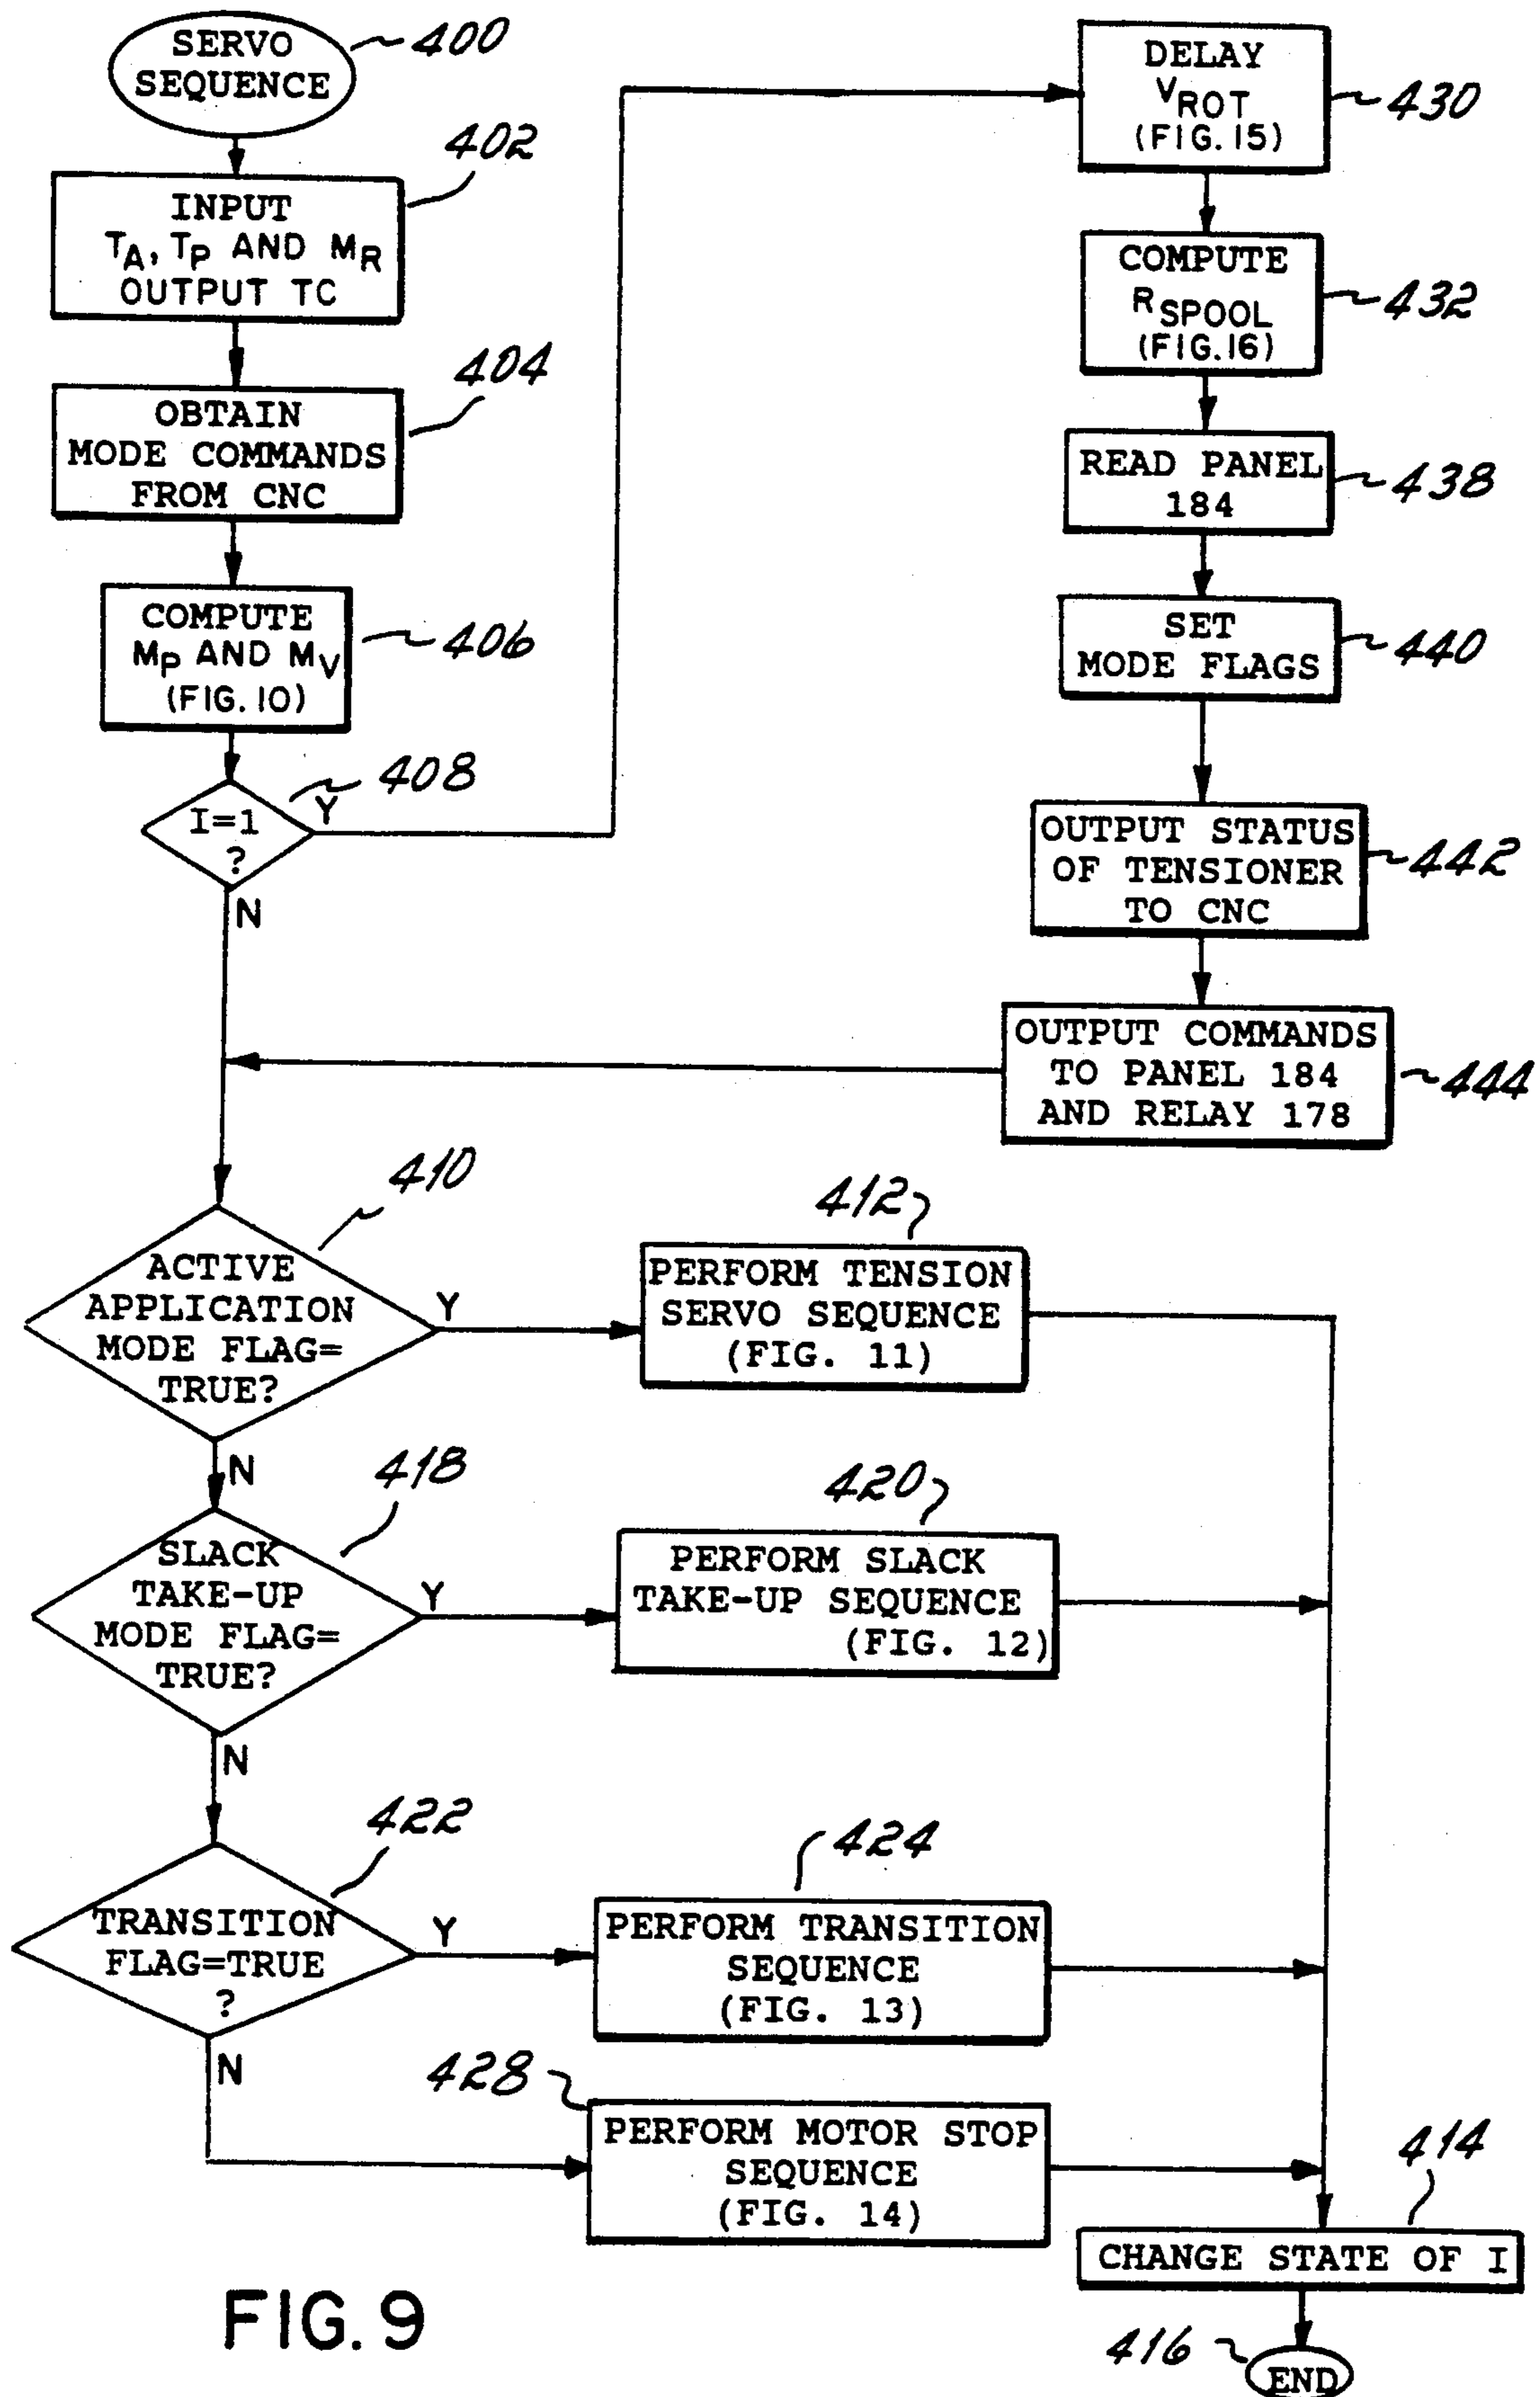 SERVO
SEQUENCE
400
402
INPUT
TA, TP AND MR
OUTPUT TC
404
OBTAIN
MODE COMMANDS
FROM CNC
COMPUTE
MP AND MV
(FIG. 10)
406
408
I=1
?
Y
N
DELAY
VROT
(FIG. 15)
430
COMPUTE
RSPOOL
(FIG. 16)
432
READ PANEL
184
438
SET
MODE FLAGS
440
OUTPUT STATUS
OF TENSIONER
TO CNC
442
OUTPUT COMMANDS
TO PANEL 184
AND RELAY 178
444
410
ACTIVE
APPLICATION
MODE FLAG=
TRUE?
Y
N
412
PERFORM TENSION
SERVO SEQUENCE
(FIG. 11)
418
SLACK
TAKE-UP
MODE FLAG=
TRUE?
Y
N
420
PERFORM SLACK
TAKE-UP SEQUENCE
(FIG. 12)
422
TRANSITION
FLAG=TRUE
?
Y
N
424
PERFORM TRANSITION
SEQUENCE
(FIG. 13)
428
PERFORM MOTOR STOP
SEQUENCE
(FIG. 14)
414
CHANGE STATE OF I
416
END
FIG. 9